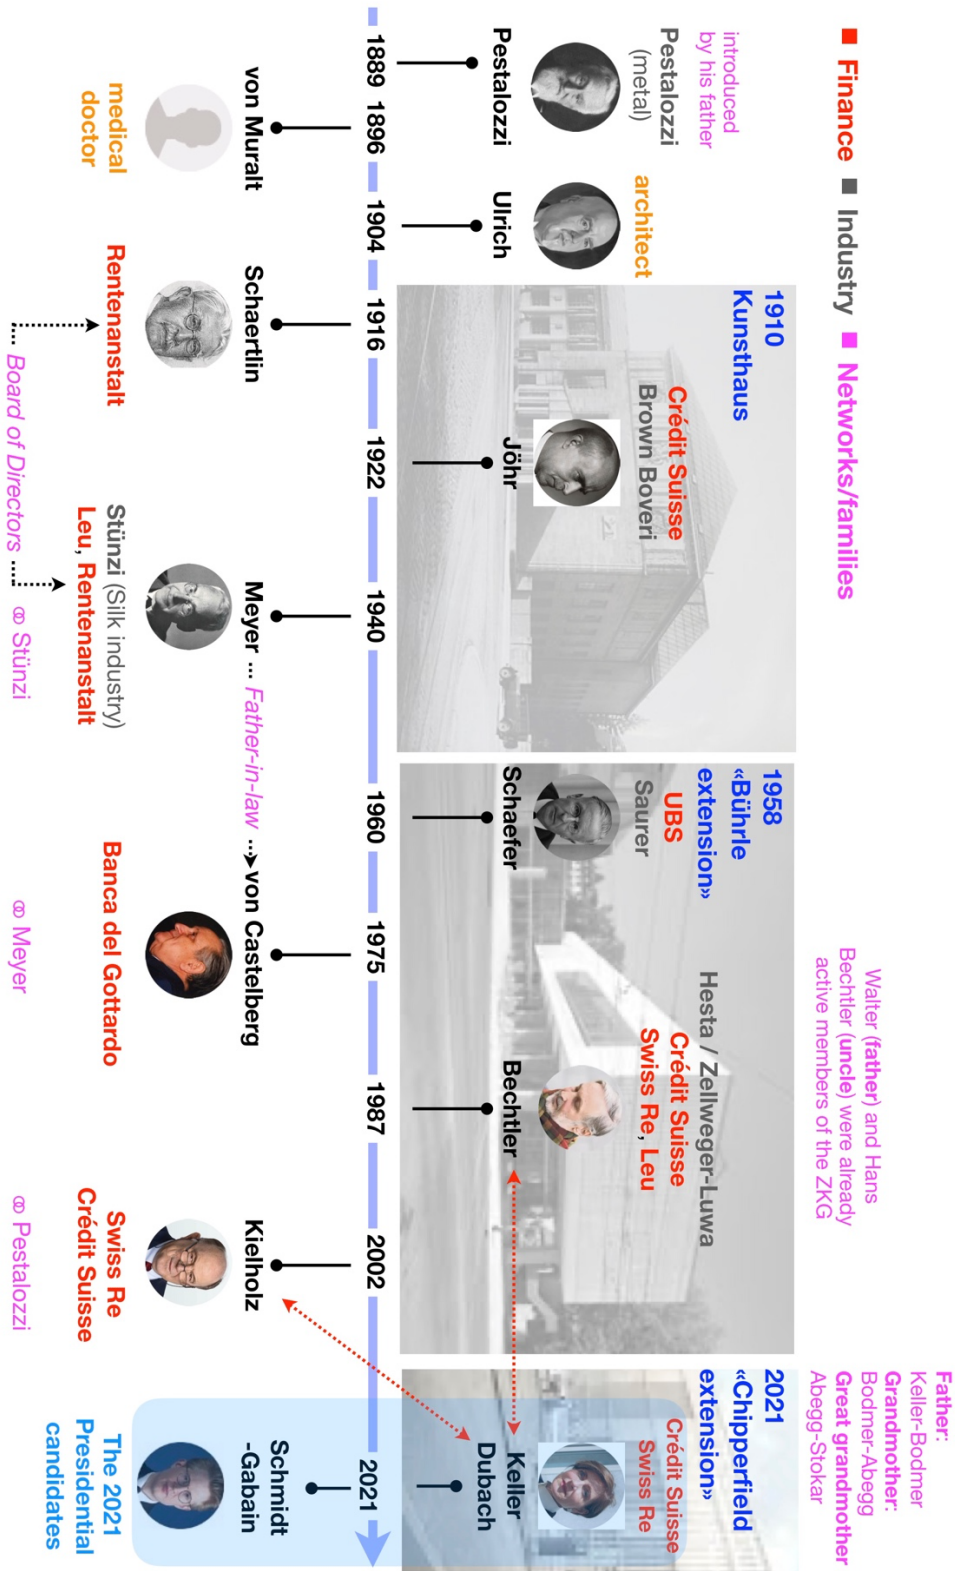 ■ Finance ■ Industry ■ Networks/families
introduced
by his father
Pestalozzi
(metal)
Pestalozzi
architect
Ulrich
1910
Kunsthaus
Crédit Suisse
Brown Boveri
Jöhr
1958
«Bührle
extension»
UBS
Saurer
Schaefer
Walter (father) and Hans
Bechtler (uncle) were already
active members of the ZKG
Hesta / Zellweger-Luwa
Crédit Suisse
Swiss Re, Leu
Bechtler
Father:
Keller-Bodmer
Grandmother:
Bodmer-Abegg
Great grandmother
Abegg-Stokar
2021
«Chipperfield
extension»
Crédit Suisse
Swiss Re
Keller
Dubach
1889 1896 1904 1916 1922 1940 1960 1975 1987 2002 2021
von Muralt
medical
doctor
Schaertlin
Rentenanstalt
Board of Directors
Meyer ... Father-in-law ... von Castelberg
Stünzi (Silk industry)
Leu, Rentenanstalt
⚭ Stünzi
Banca del Gottardo
⚭ Meyer
Kielholz
Swiss Re
Crédit Suisse
⚭ Pestalozzi
Schmidt
-Gabain
The 2021
Presidential
candidates